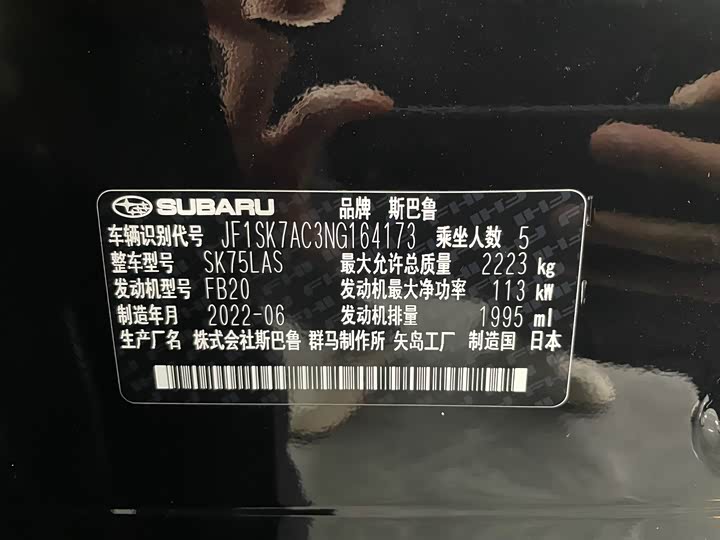 SUBARU 品牌 斯巴鲁
车辆识别代号 JF1SK7AC3NG164173 乘坐人数 5
整车型号 SK75LAS 最大允许总质量 2223 kg
发动机型号 FB20 发动机最大净功率 113 kW
制造年月 2022-06 发动机排量 1995 ml
生产厂名 株式会社斯巴鲁 群马制作所 矢岛工厂 制造国 日本